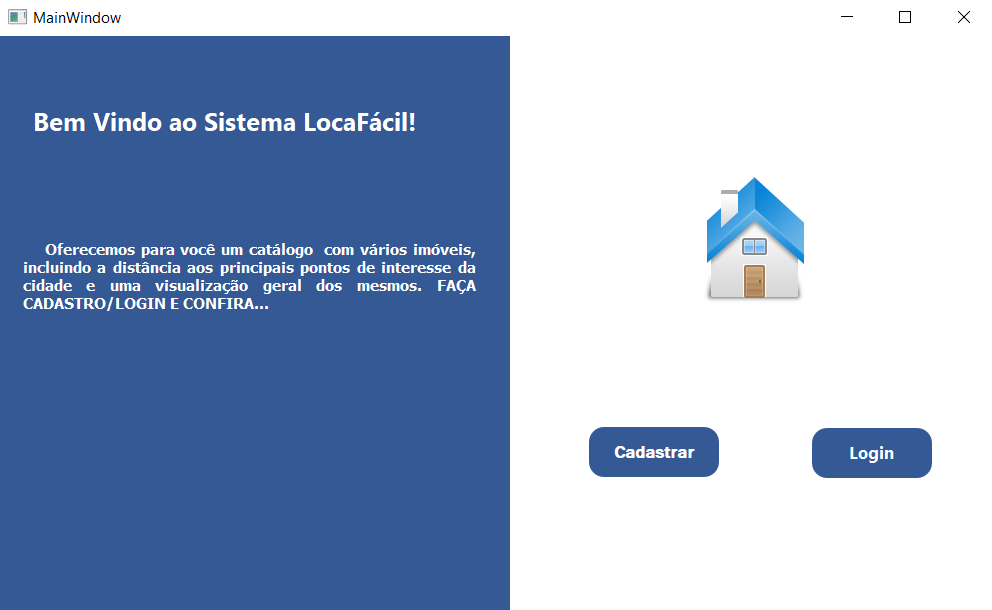 MainWindow
Bem Vindo ao Sistema LocaFácil!
Oferecemos para você um catálogo com vários imóveis,
incluindo a distância aos principais pontos de interesse da
cidade e uma visualização geral dos mesmos. FAÇA
CADASTRO/LOGIN E CONFIRA...
Cadastrar
Login